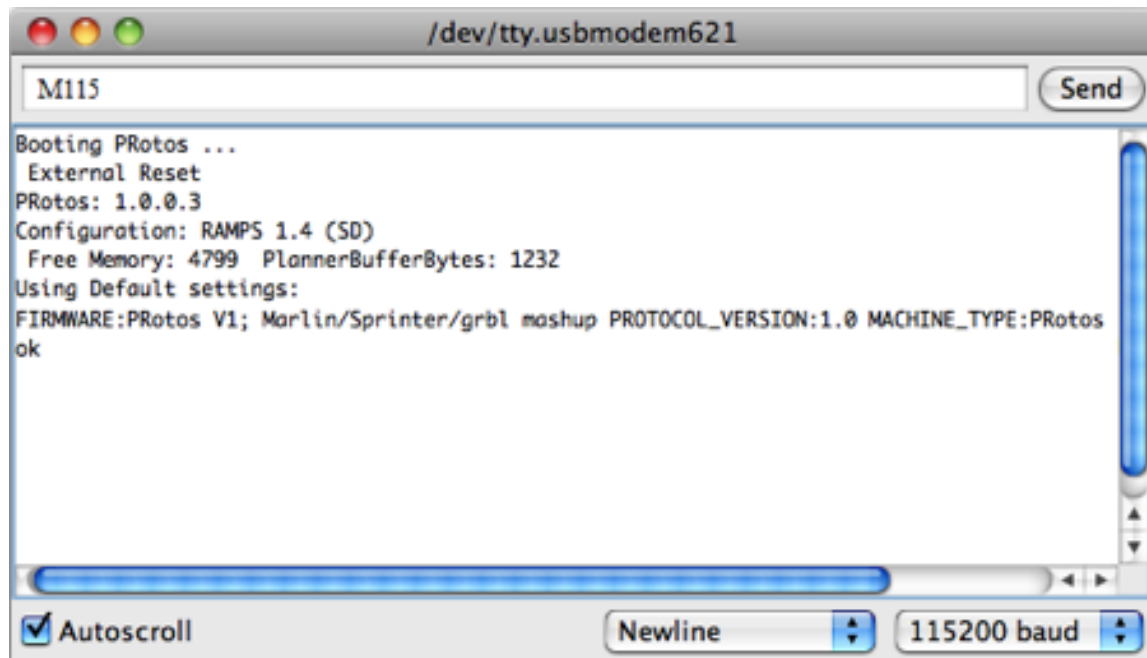 /dev/tty.usbmodem621
M115
Send
Booting PRotos ...
External Reset
PRotos: 1.0.0.3
Configuration: RAMPS 1.4 (SD)
Free Memory: 4799  PlannerBufferBytes: 1232
Using Default settings:
FIRMWARE:PRotos V1; Marlin/Sprinter/grbl mashup PROTOCOL_VERSION:1.0 MACHINE_TYPE:PRotos
ok
Autoscroll
Newline
115200 baud